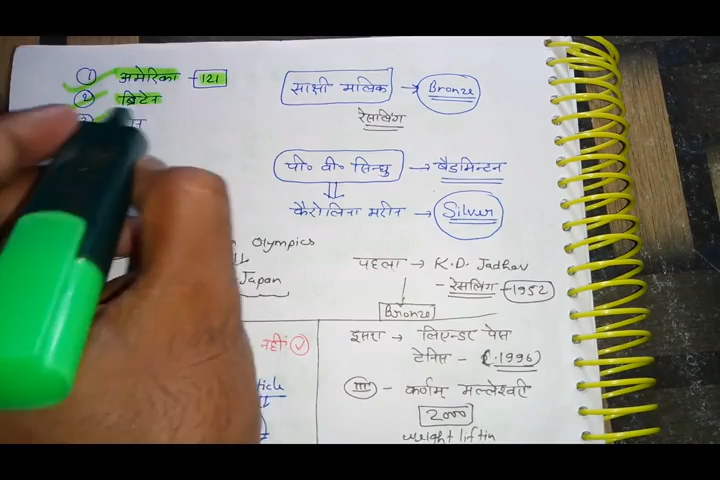 ① अमेरिका - 121
② ब्रिटेन
साक्षी मलिक → Bronze
रेसलिंग
पी० वी० सिन्धु → बैडमिन्टन
कैरोलिना मरीन → Silver
Olympics
Japan
पहला → K.D. Jadhav
- रेसलिंग - 1952
Bronze
नहीं
दूसरा → लिएन्डर पेस
टेनिस - (1996)
III - कर्णम् मल्लेश्वरी
2000
weight liftin